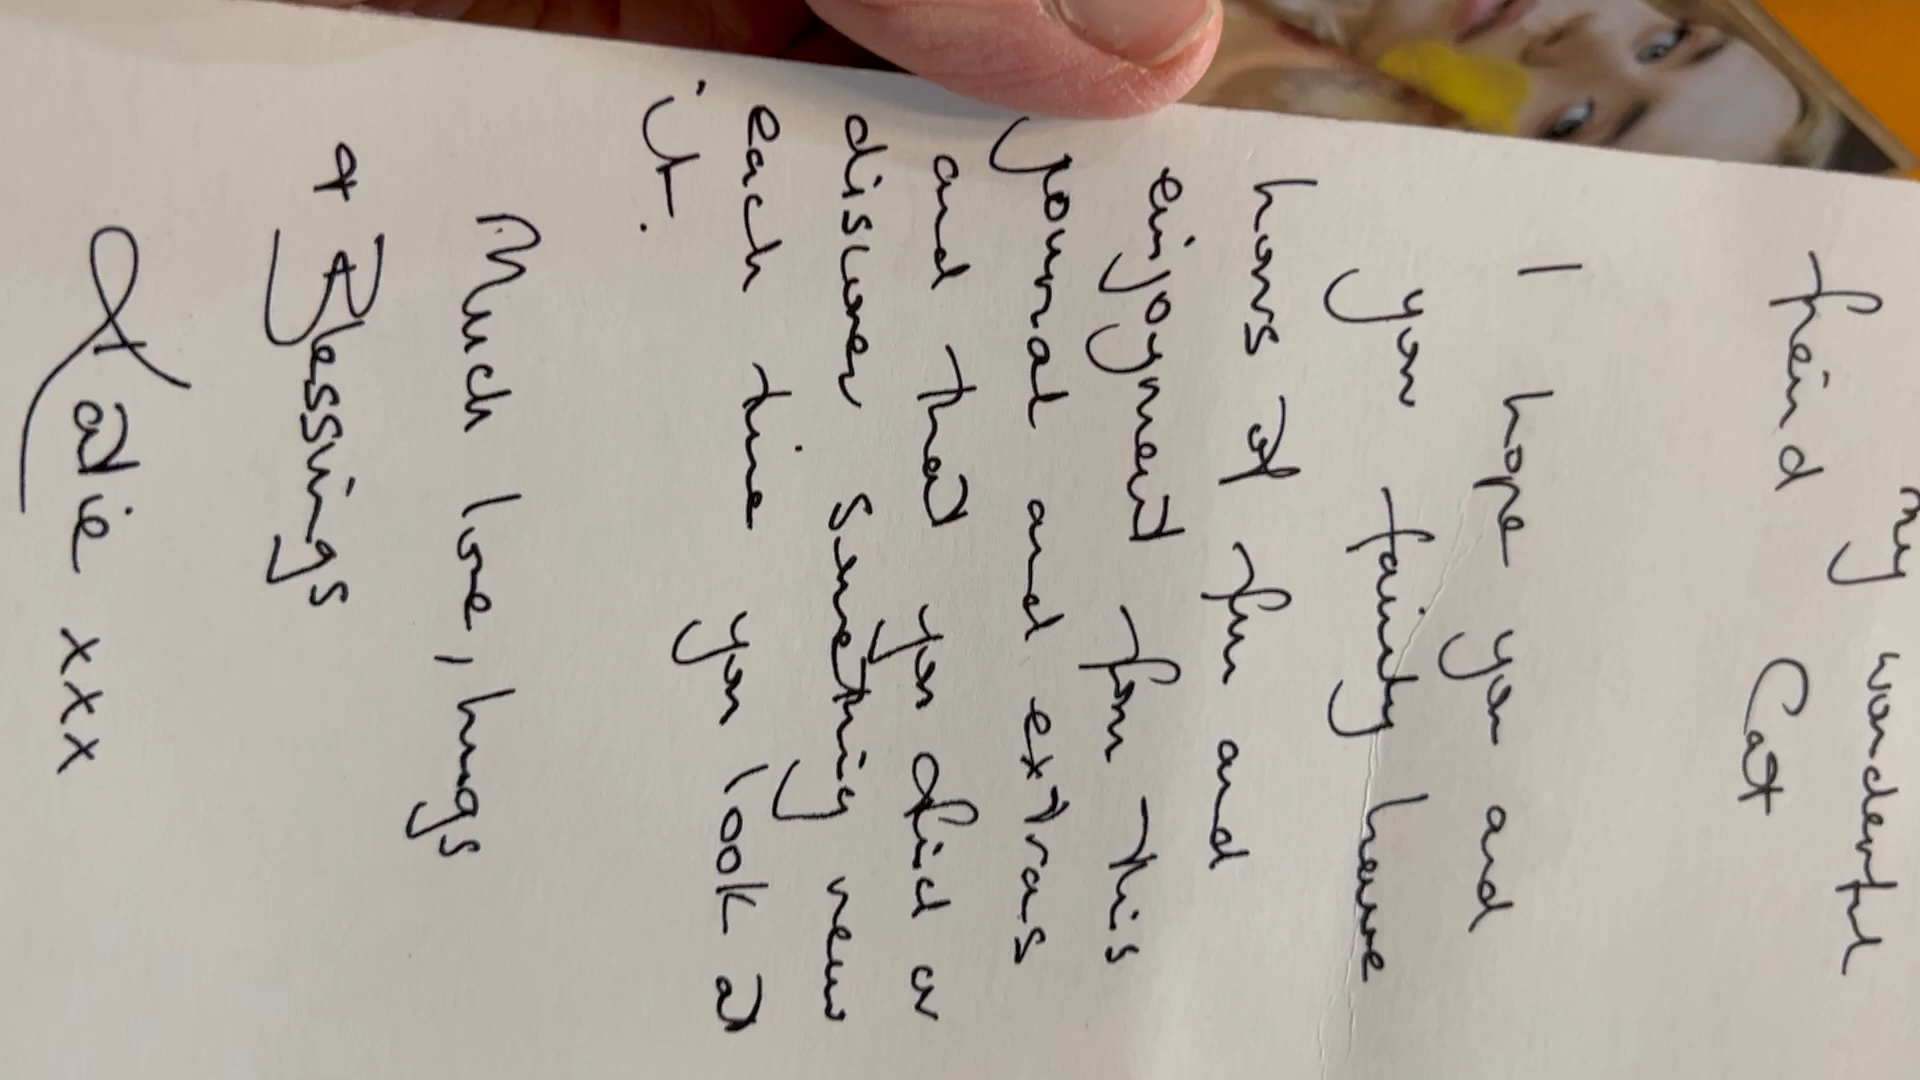 my wonderful
friend Cat
I hope you and
your family have
hours of fun and
enjoyment from this
journal and extras
and that you find or
discover something new
each time you look at
it.
Much love, hugs
+ Blessings
Katie xxx